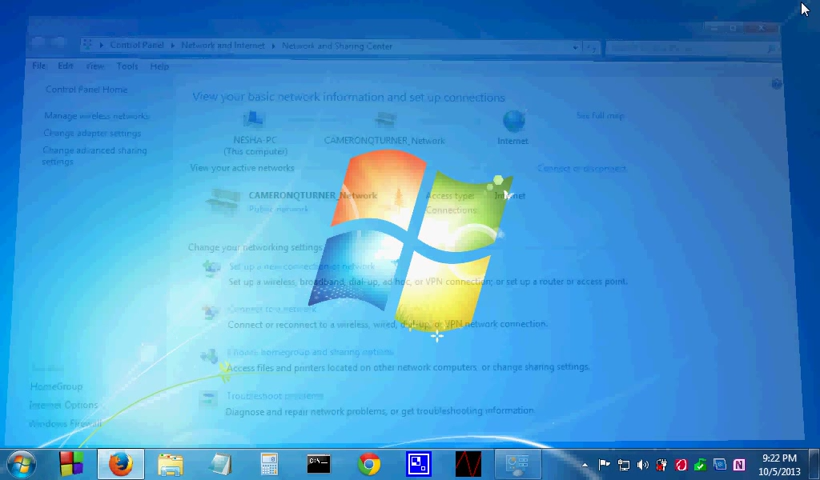 Control Panel Network and Internet Network and Sharing Center
File Edit View Tools Help
Control Panel Home
Manage wireless networks
Change adapter settings
Change advanced sharing
settings
View your basic network information and set up connections
See full map
NESHA-PC
(This computer)
CAMERONQTURNER_Network
Internet
View your active networks
Connect or disconnect
CAMERONQTURNER_Network
Public network
Access type: Internet
Connections:
Change your networking settings
Set up a new connection or network
Set up a wireless, broadband, dial-up, ad hoc, or VPN connection; or set up a router or access point.
Connect to a network
Connect or reconnect to a wireless, wired, dial-up, or VPN network connection.
Choose homegroup and sharing options
Access files and printers located on other network computers, or change sharing settings.
Troubleshoot problems
Diagnose and repair network problems, or get troubleshooting information.
HomeGroup
Internet Options
Windows Firewall
C:\_
N
9:22 PM
10/5/2013